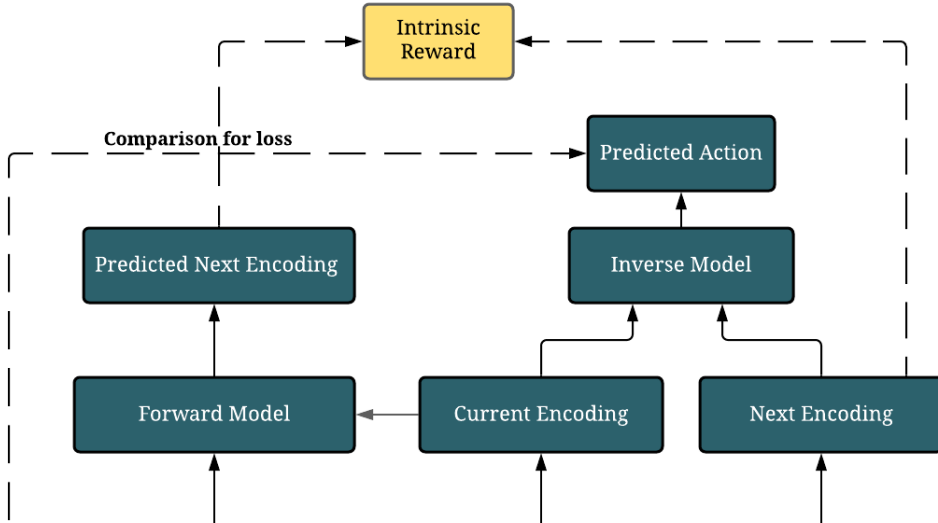 Intrinsic
Reward
Comparison for loss
Predicted Action
Predicted Next Encoding
Inverse Model
Forward Model
Current Encoding
Next Encoding